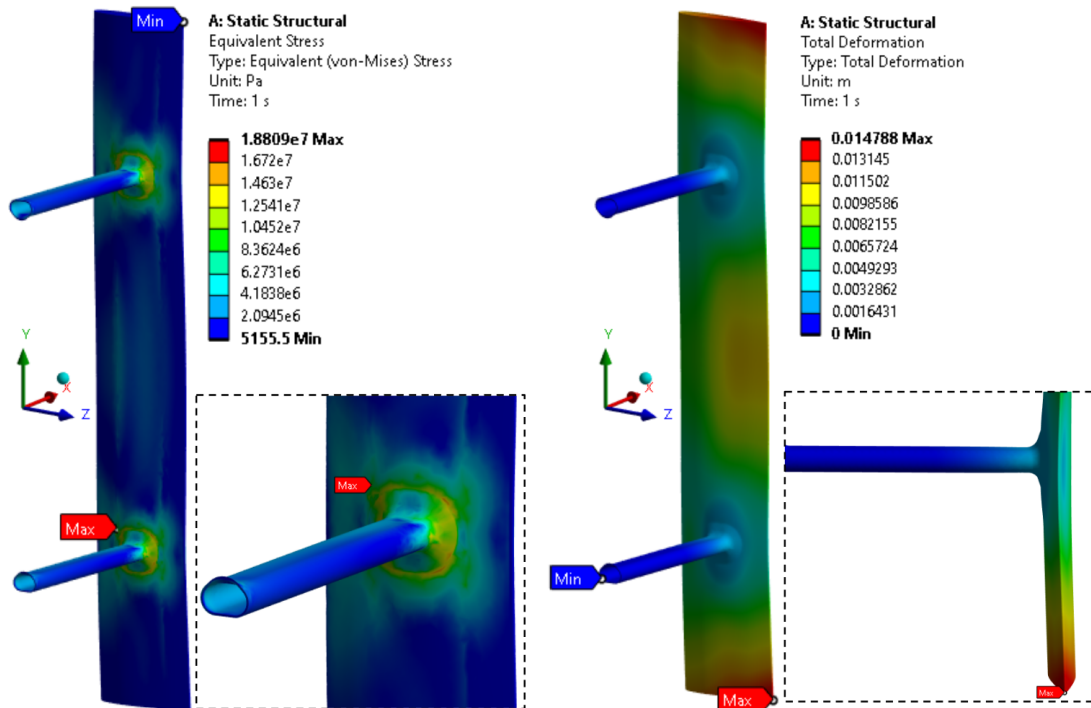 Min
A: Static Structural
Equivalent Stress
Type: Equivalent (von-Mises) Stress
Unit: Pa
Time: 1 s
1.8809e7 Max
1.672e7
1.463e7
1.2541e7
1.0452e7
8.3624e6
6.2731e6
4.1838e6
2.0945e6
5155.5 Min
Y
X
Z
Max
Max
A: Static Structural
Total Deformation
Type: Total Deformation
Unit: m
Time: 1 s
0.014788 Max
0.013145
0.011502
0.0098586
0.0082155
0.0065724
0.0049293
0.0032862
0.0016431
0 Min
Y
X
Z
Min
Max
Max